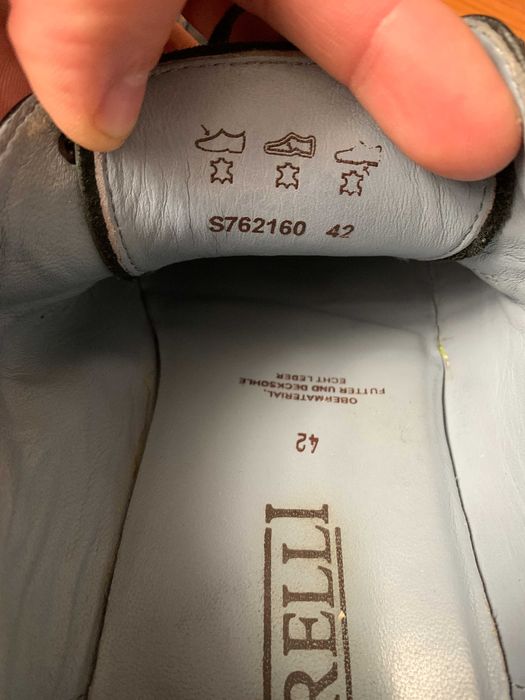 S762160 42
OBERMATERIAL,
FUTTER UND DECKSOHLE
ECHT LEDER
42
RELLI